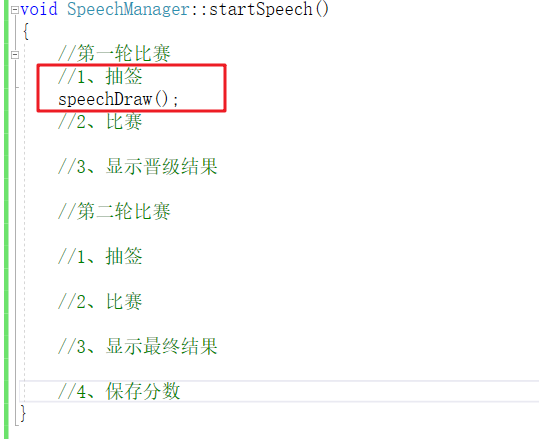 void SpeechManager::startSpeech()
{
//第一轮比赛
//1、抽签
speechDraw();
//2、比赛
//3、显示晋级结果
//第二轮比赛
//1、抽签
//2、比赛
//3、显示最终结果
//4、保存分数
}